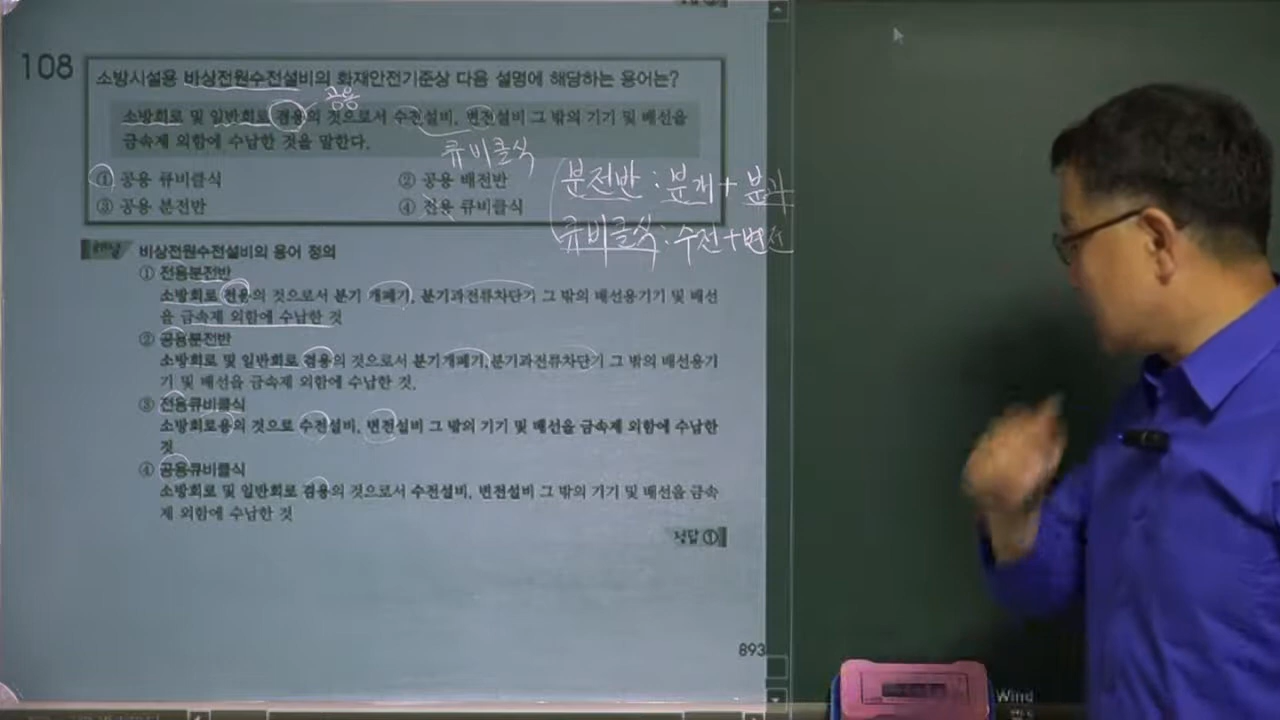 108
소방시설용 비상전원수전설비의 화재안전기준상 다음 설명에 해당하는 용어는?
공용
소방회로 및 일반회로 겸용의 것으로서 수전설비, 변전설비 그 밖의 기기 및 배선을
금속제 외함에 수납한 것을 말한다.
큐비클식
① 공용 큐비클식
② 공용 배전반
③ 공용 분전반
④ 전용 큐비클식
분전반 : 분개 + 분과
큐비클식 : 수전 + 변전
해설 비상전원수전설비의 용어 정의
① 전용분전반
소방회로 전용의 것으로서 분기 개폐기, 분기과전류차단기 그 밖의 배선용기기 및 배선
을 금속제 외함에 수납한 것
② 공용분전반
소방회로 및 일반회로 겸용의 것으로서 분기개폐기,분기과전류차단기 그 밖의 배선용기
기 및 배선을 금속제 외함에 수납한 것.
③ 전용큐비클식
소방회로용의 것으로 수전설비, 변전설비 그 밖의 기기 및 배선을 금속제 외함에 수납한
것
④ 공용큐비클식
소방회로 및 일반회로 겸용의 것으로서 수전설비, 변전설비 그 밖의 기기 및 배선을 금속
제 외함에 수납한 것
정답 ①
893
Wind